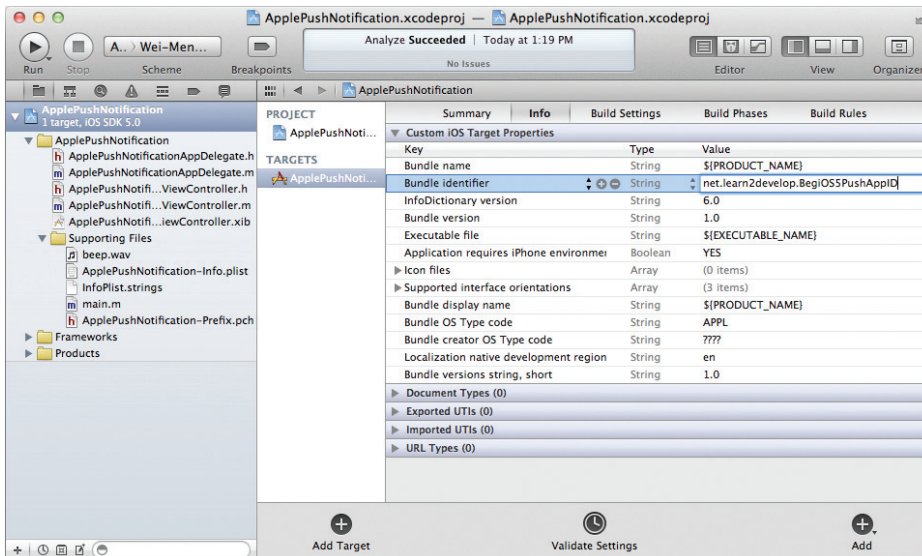 ApplePushNotification.xcodeproj — ApplePushNotification.xcodeproj
A.. Wei-Men...
Analyze Succeeded | Today at 1:19 PM
No Issues
Run Stop Scheme Breakpoints Editor View Organizer
ApplePushNotification
ApplePushNotification
1 target, iOS SDK 5.0
ApplePushNotification
ApplePushNotificationAppDelegate.h
ApplePushNotificationAppDelegate.m
ApplePushNotifi...ViewController.h
ApplePushNotifi...ViewController.m
ApplePushNotifi...iewController.xib
Supporting Files
beep.wav
ApplePushNotification-Info.plist
InfoPlist.strings
main.m
ApplePushNotification-Prefix.pch
Frameworks
Products
PROJECT
ApplePushNoti...
TARGETS
ApplePushNoti...
Summary Info Build Settings Build Phases Build Rules
Custom iOS Target Properties
Key Type Value
Bundle name String ${PRODUCT_NAME}
Bundle identifier String net.learn2develop.BegiOS5PushAppID
InfoDictionary version String 6.0
Bundle version String 1.0
Executable file String ${EXECUTABLE_NAME}
Application requires iPhone environmer Boolean YES
Icon files Array (0 items)
Supported interface orientations Array (3 items)
Bundle display name String ${PRODUCT_NAME}
Bundle OS Type code String APPL
Bundle creator OS Type code String ????
Localization native development region String en
Bundle versions string, short String 1.0
Document Types (0)
Exported UTIs (0)
Imported UTIs (0)
URL Types (0)
Add Target Validate Settings Add